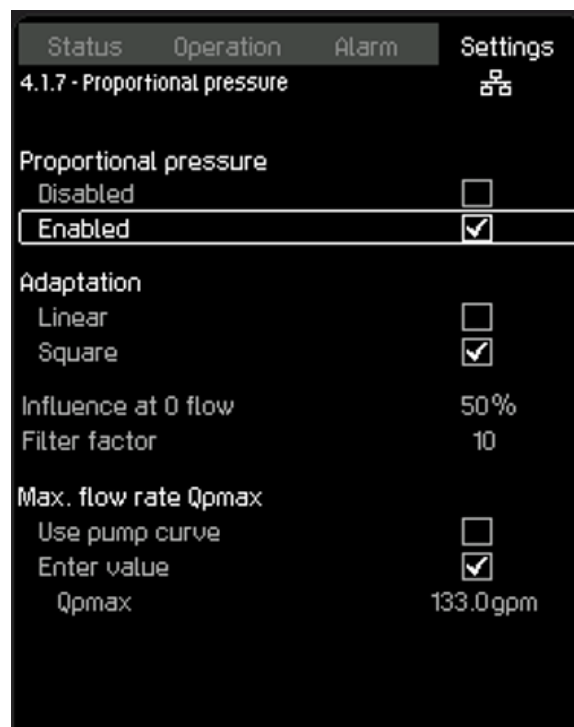 Status Operation Alarm Settings
4.1.7 - Proportional pressure
Proportional pressure
Disabled
Enabled
Adaptation
Linear
Square
Influence at 0 flow 50%
Filter factor 10
Max. flow rate Qpmax
Use pump curve
Enter value
Qpmax 133.0gpm